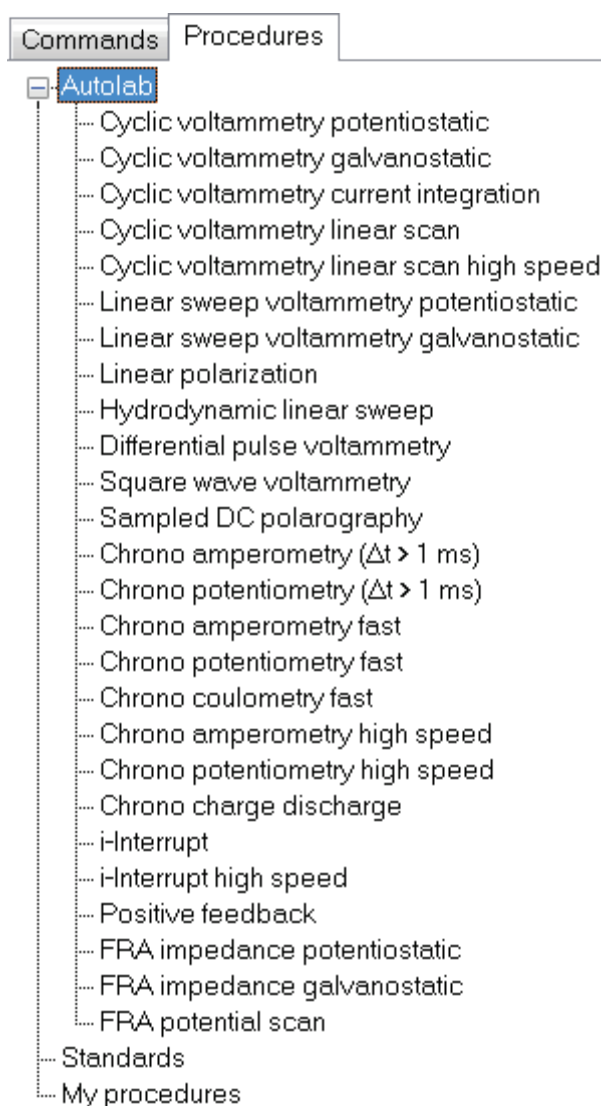 Commands Procedures
Autolab
Cyclic voltammetry potentiostatic
Cyclic voltammetry galvanostatic
Cyclic voltammetry current integration
Cyclic voltammetry linear scan
Cyclic voltammetry linear scan high speed
Linear sweep voltammetry potentiostatic
Linear sweep voltammetry galvanostatic
Linear polarization
Hydrodynamic linear sweep
Differential pulse voltammetry
Square wave voltammetry
Sampled DC polarography
Chrono amperometry (Δt > 1 ms)
Chrono potentiometry (Δt > 1 ms)
Chrono amperometry fast
Chrono potentiometry fast
Chrono coulometry fast
Chrono amperometry high speed
Chrono potentiometry high speed
Chrono charge discharge
i-Interrupt
i-Interrupt high speed
Positive feedback
FRA impedance potentiostatic
FRA impedance galvanostatic
FRA potential scan
Standards
My procedures